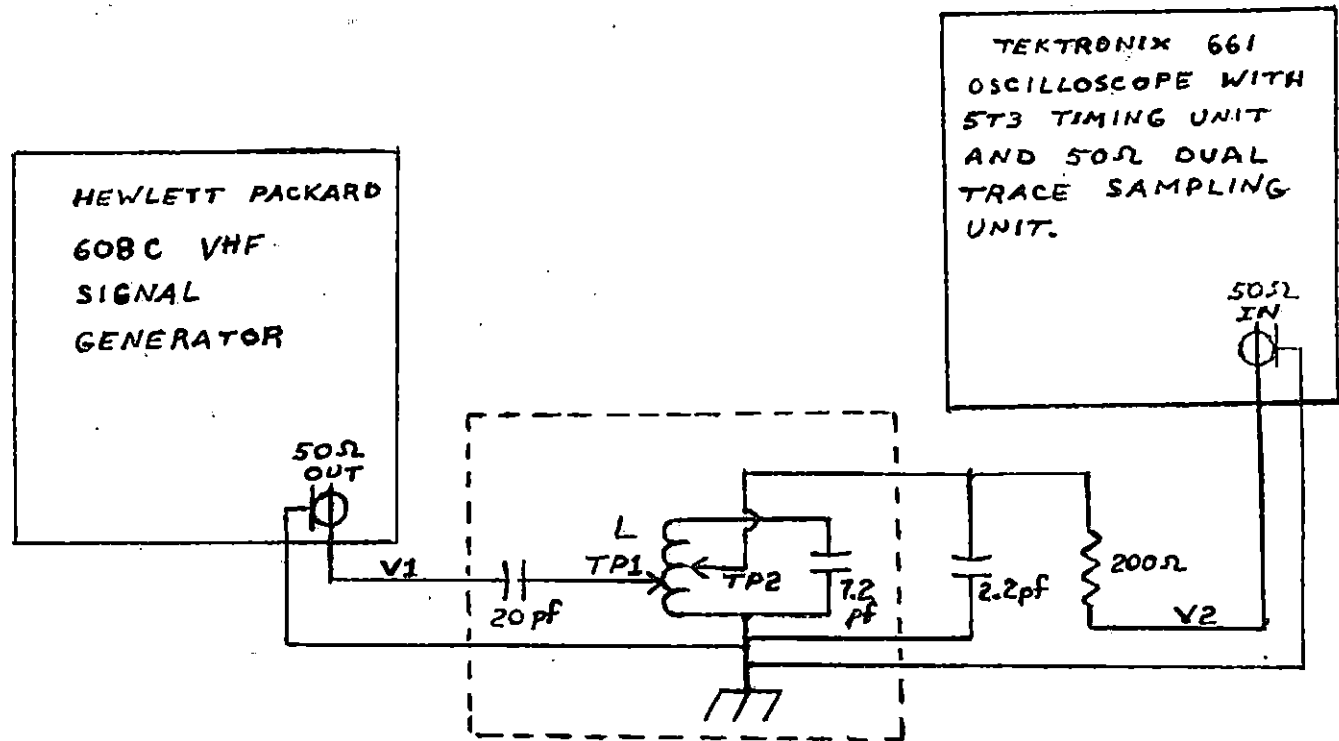 TEKTRONIX 661
OSCILLOSCOPE WITH
5T3 TIMING UNIT
AND 50Ω DUAL
TRACE SAMPLING
UNIT.
50Ω
IN
HEWLETT PACKARD
608C VHF
SIGNAL
GENERATOR
50Ω
OUT
V1
20 pf
L
TP1
TP2
7.2
pf
2.2pf
200Ω
V2